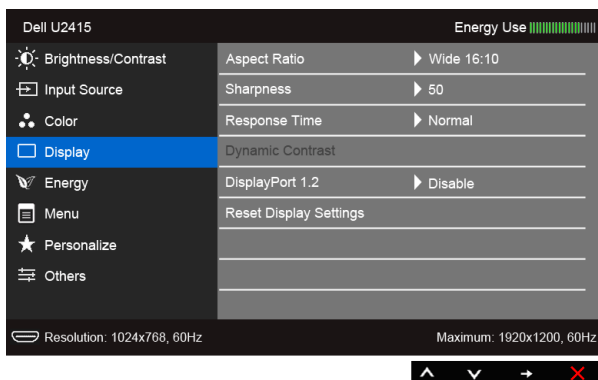 Dell U2415 Energy Use
Brightness/Contrast Aspect Ratio Wide 16:10
Input Source Sharpness 50
Color Response Time Normal
Display Dynamic Contrast
Energy DisplayPort 1.2 Disable
Menu Reset Display Settings
Personalize
Others
Resolution: 1024x768, 60Hz Maximum: 1920x1200, 60Hz